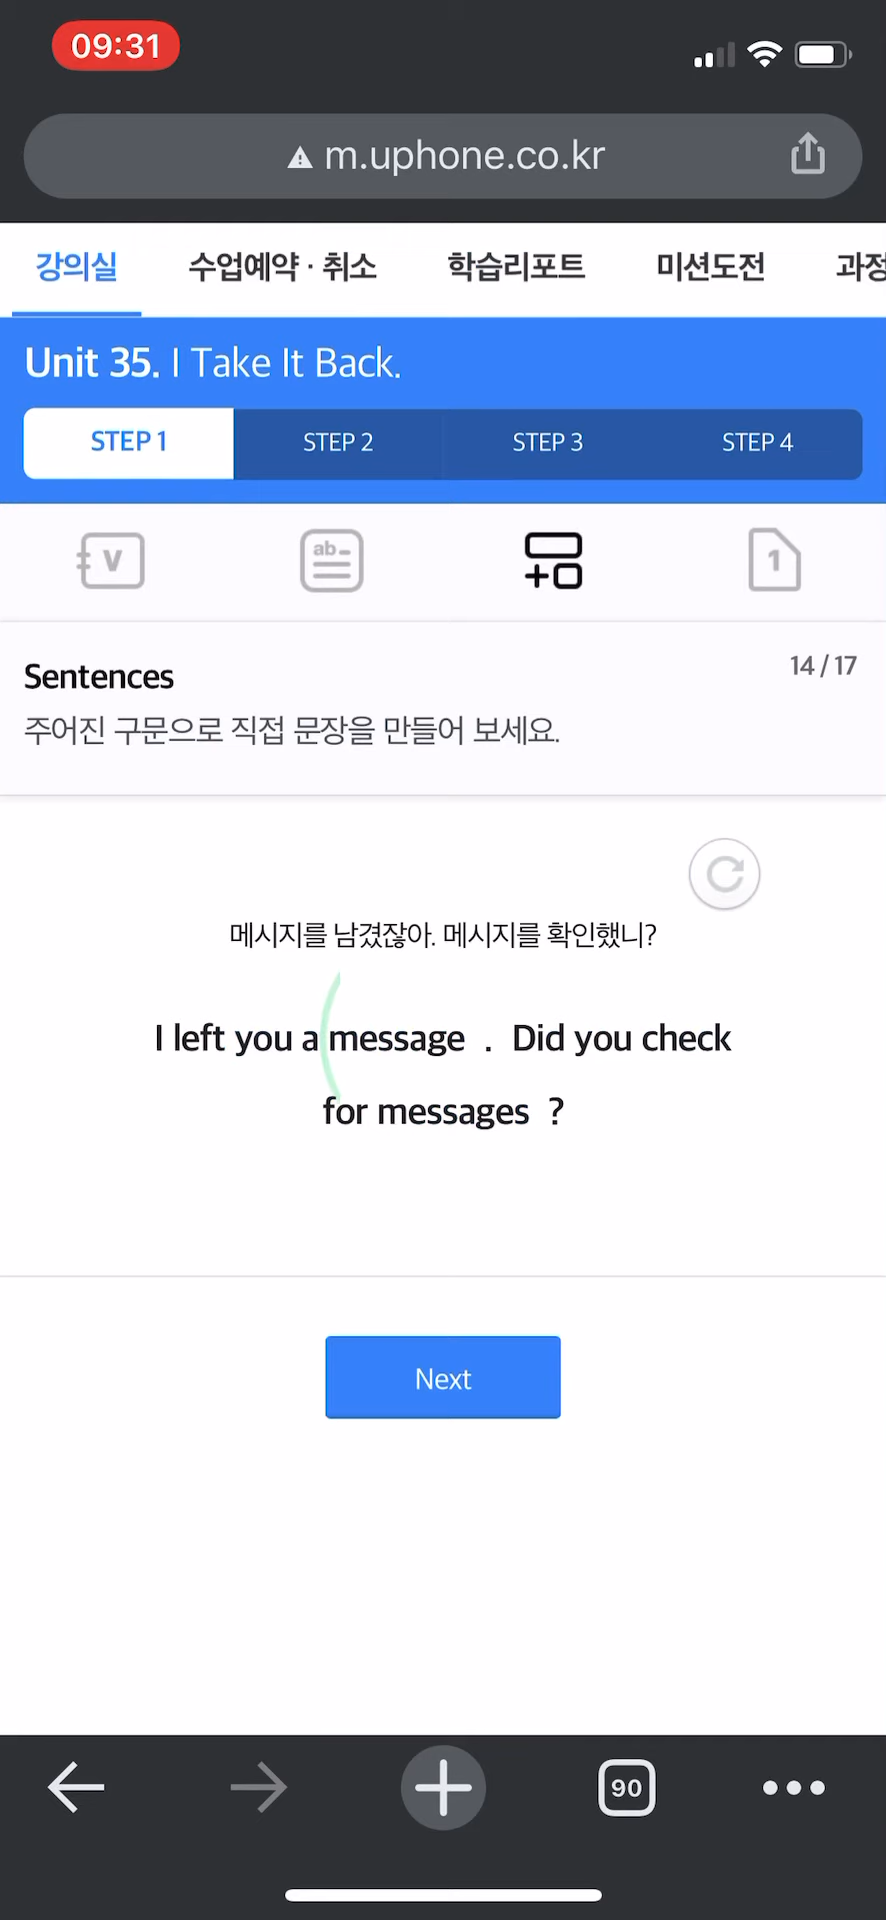 09:31
m.uphone.co.kr
강의실 수업예약 · 취소 학습리포트 미션도전 과정
Unit 35. I Take It Back.
STEP 1 STEP 2 STEP 3 STEP 4
V ab 1
Sentences 14 / 17
주어진 구문으로 직접 문장을 만들어 보세요.
메시지를 남겼잖아. 메시지를 확인했니?
I left you a message . Did you check
for messages ?
Next
90